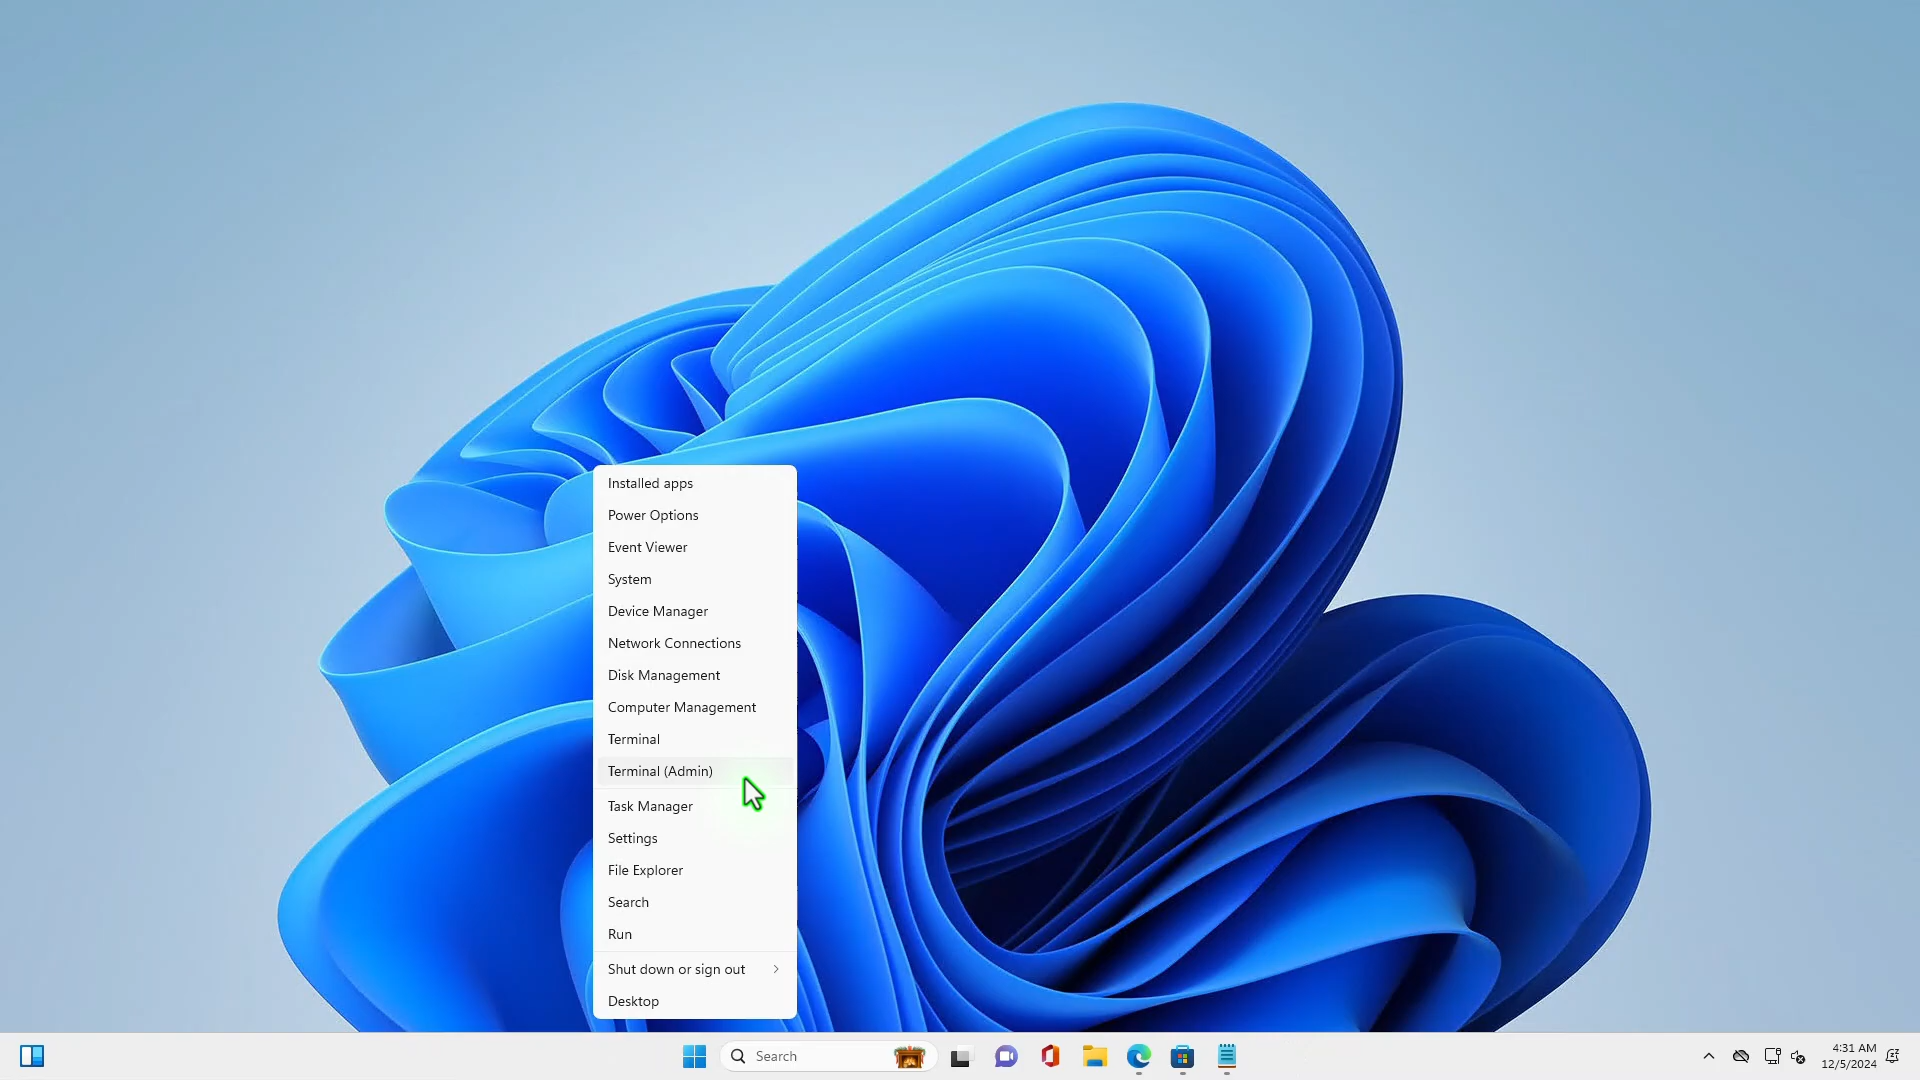 Installed apps
Power Options
Event Viewer
System
Device Manager
Network Connections
Disk Management
Computer Management
Terminal
Terminal (Admin)
Task Manager
Settings
File Explorer
Search
Run
Shut down or sign out
Desktop
Search
4:31 AM
12/5/2024